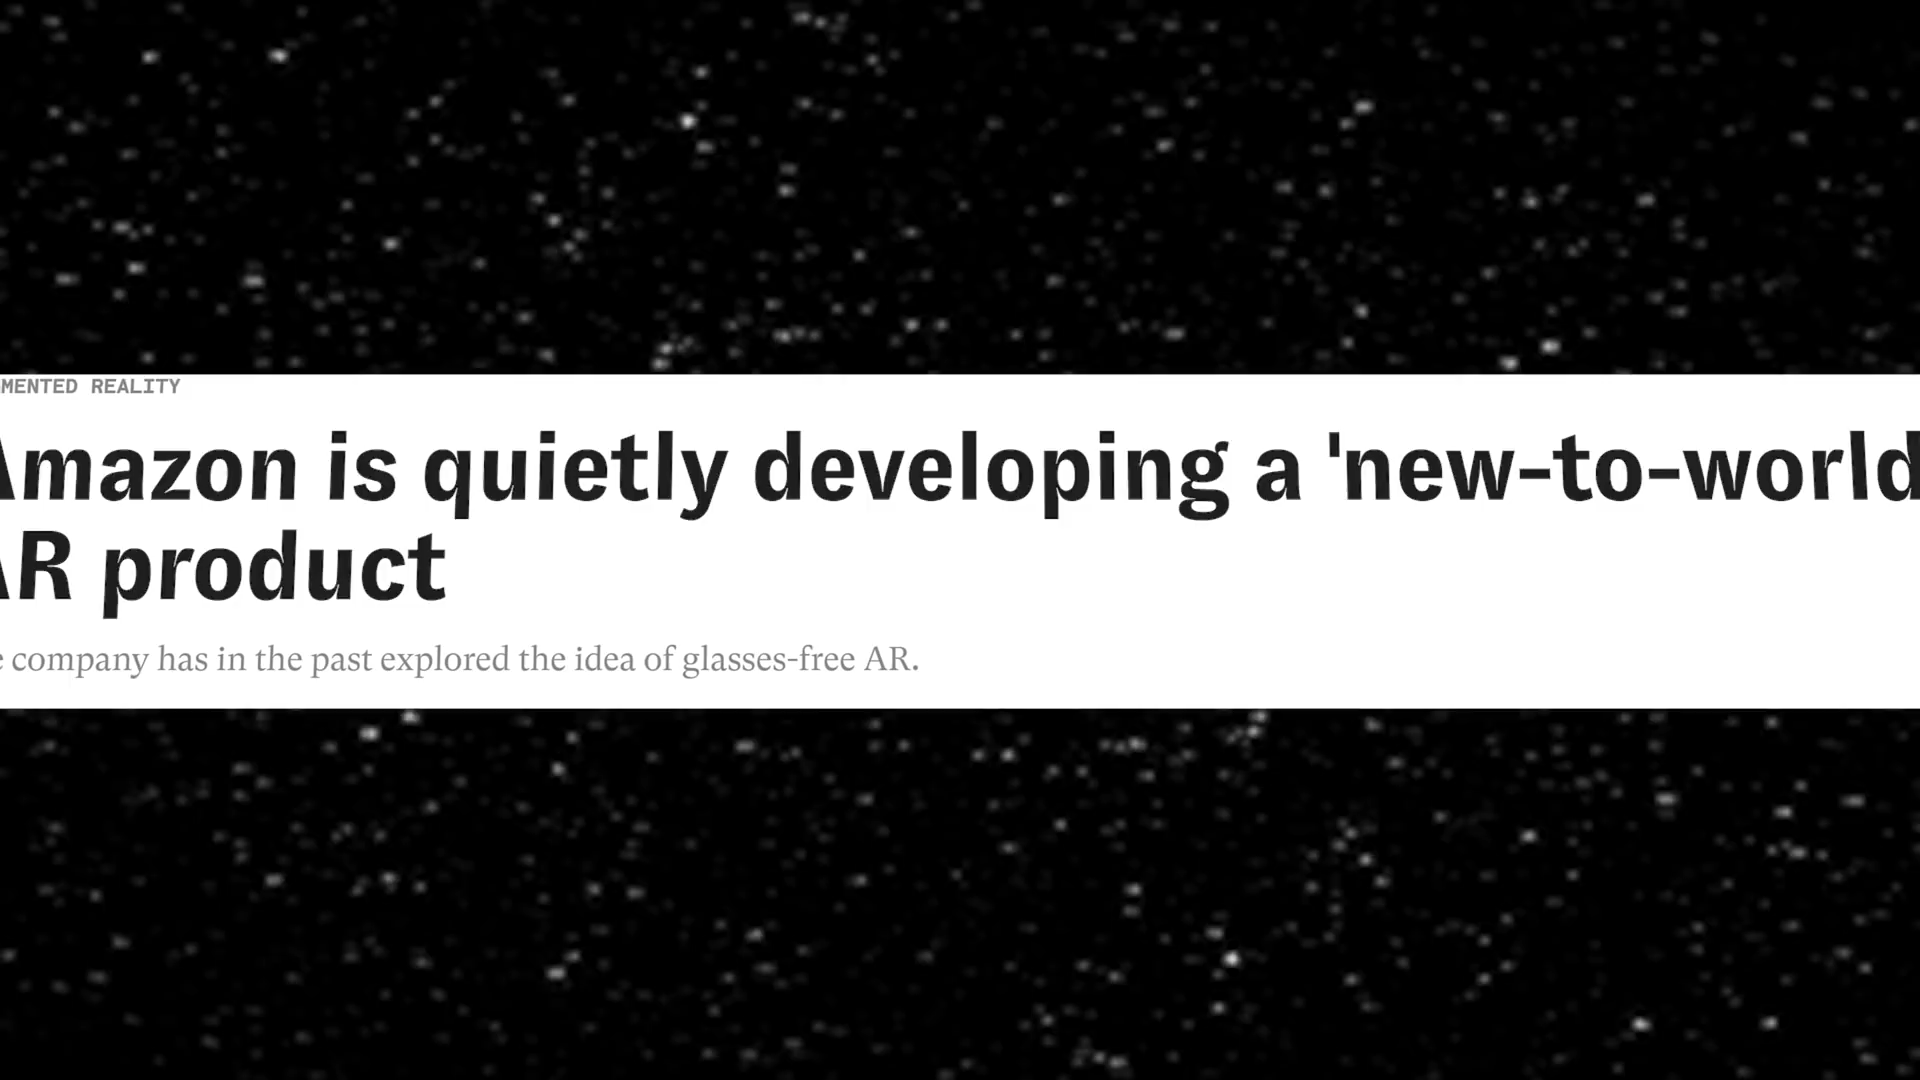 MENTED REALITY
Amazon is quietly developing a 'new-to-world
AR product
e company has in the past explored the idea of glasses-free AR.